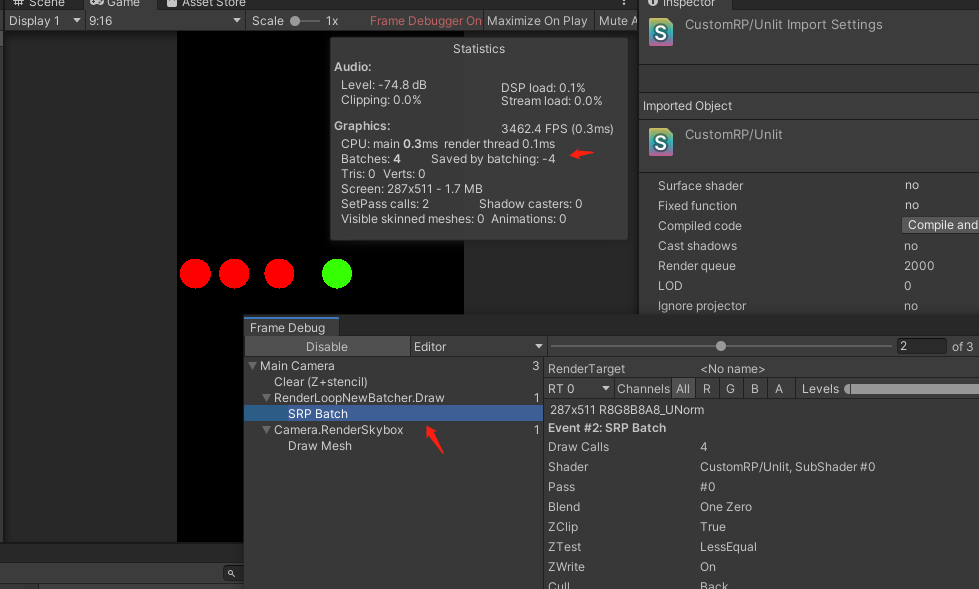 Scene
Game
Asset Store
Inspector
Display 1
9:16
Scale
1x
Frame Debugger On
Maximize On Play
Mute A
CustomRP/Unlit Import Settings
Statistics
Audio:
Level: -74.8 dB
DSP load: 0.1%
Clipping: 0.0%
Stream load: 0.0%
Graphics:
3462.4 FPS (0.3ms)
CPU: main 0.3ms render thread 0.1ms
Batches: 4
Saved by batching: -4
Tris: 0 Verts: 0
Screen: 287x511 - 1.7 MB
SetPass calls: 2
Shadow casters: 0
Visible skinned meshes: 0 Animations: 0
Imported Object
S
CustomRP/Unlit
S
Surface shader no
Fixed function no
Compiled code Compile and
Cast shadows no
Render queue 2000
LOD 0
Ignore projector no
Frame Debug
Disable
Editor
2
of 3
Main Camera 3
Clear (Z+stencil)
RenderLoopNewBatcher.Draw 1
SRP Batch
Camera.RenderSkybox 1
Draw Mesh
RenderTarget <No name>
RT 0
Channels
All
R
G
B
A
Levels
287x511 R8G8B8A8_UNorm
Event #2: SRP Batch
Draw Calls 4
Shader CustomRP/Unlit, SubShader #0
Pass #0
Blend One Zero
ZClip True
ZTest LessEqual
ZWrite On
Cull Back